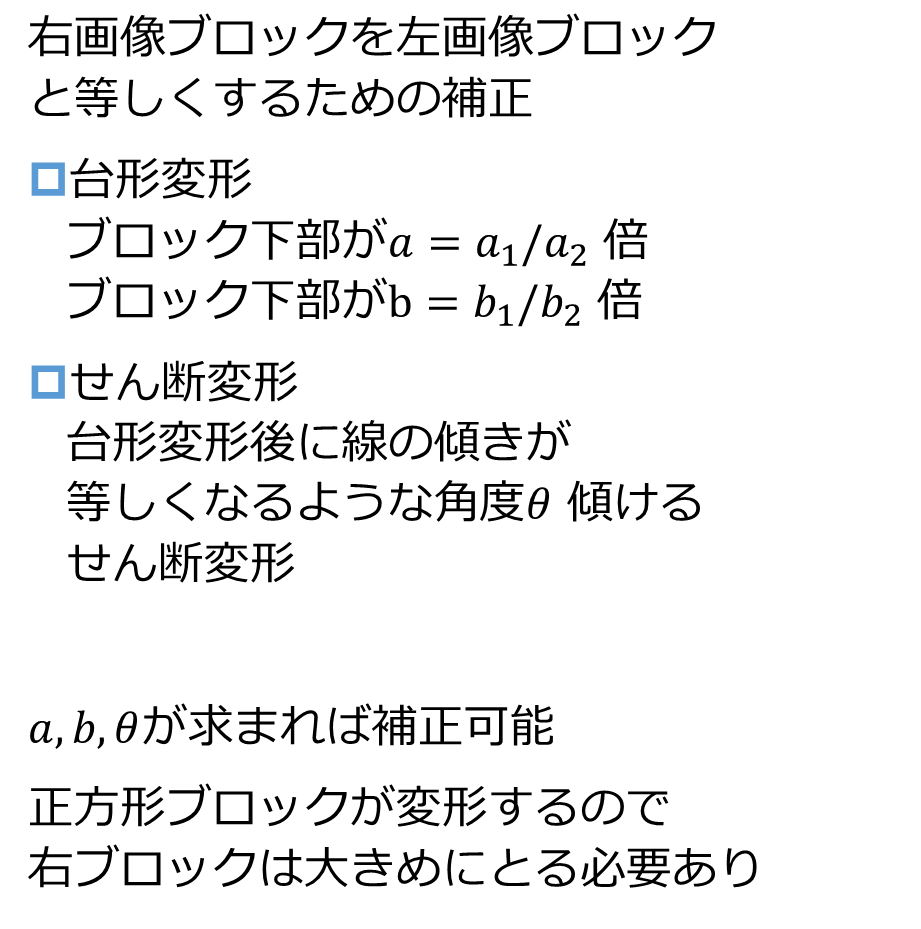 右画像ブロックを左画像ブロック
と等しくするための補正
台形変形
ブロック下部がa = a₁/a₂ 倍
ブロック下部がb = b₁/b₂ 倍
せん断変形
台形変形後に線の傾きが
等しくなるような角度θ 傾ける
せん断変形
a, b, θが求まれば補正可能
正方形ブロックが変形するので
右ブロックは大きめにとる必要あり